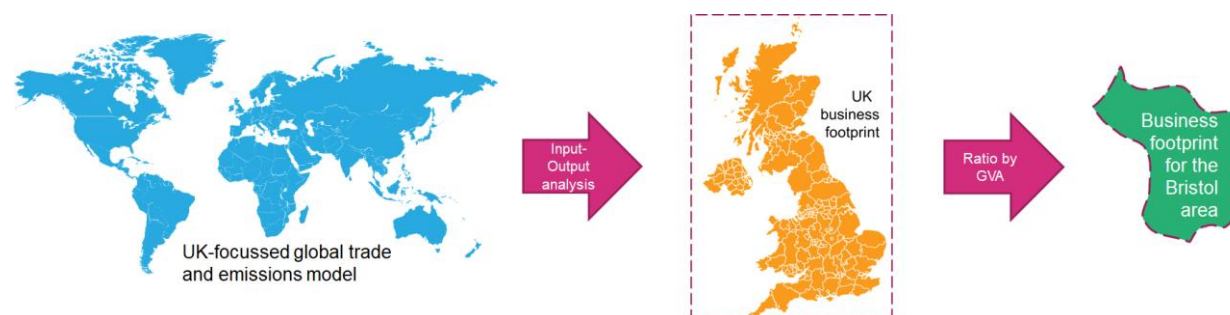 UK-focussed global trade
and emissions model
Input-
Output
analysis
UK
business
footprint
Ratio by
GVA
Business
footprint
for the
Bristol
area